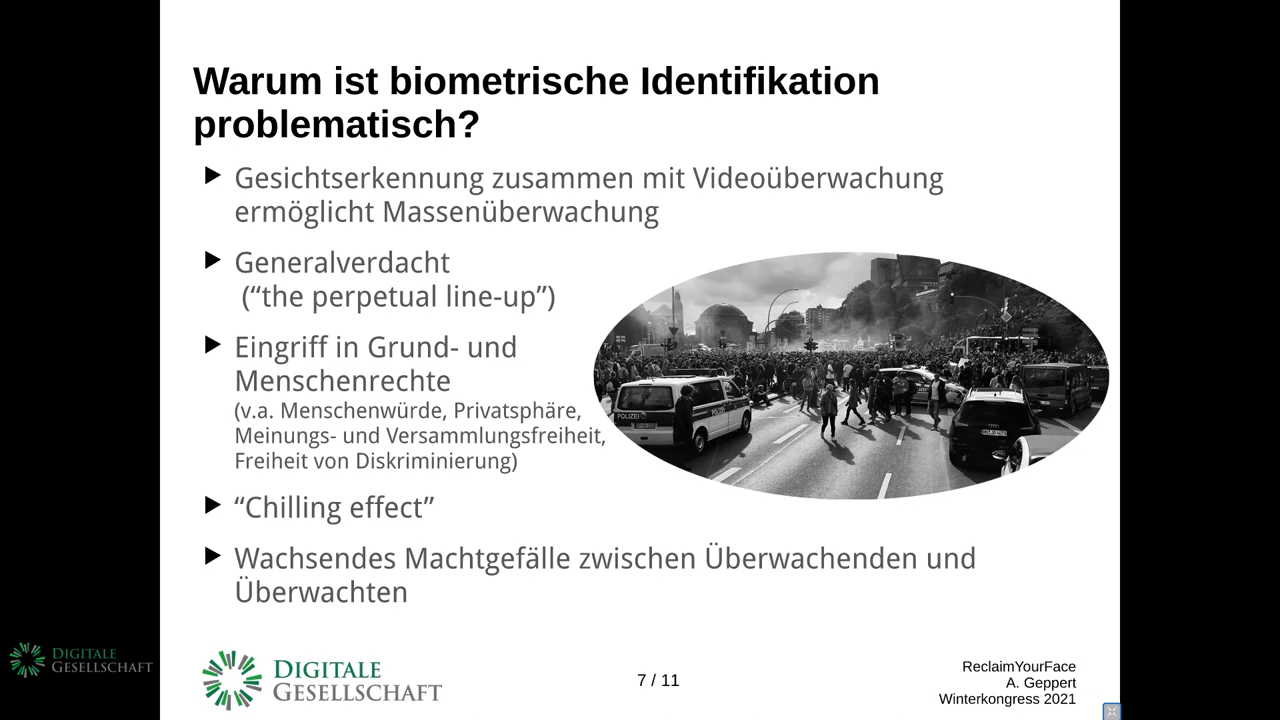 Warum ist biometrische Identifikation
problematisch?
Gesichtserkennung zusammen mit Videoüberwachung
ermöglicht Massenüberwachung
Generalverdacht
(“the perpetual line-up”)
Eingriff in Grund- und
Menschenrechte
(v.a. Menschenwürde, Privatsphäre,
Meinungs- und Versammlungsfreiheit,
Freiheit von Diskriminierung)
POLIZEI
“Chilling effect”
Wachsendes Machtgefälle zwischen Überwachenden und
Überwachten
DIGITALE
GESELLSCHAFT
DIGITALE
GESELLSCHAFT
7 / 11
ReclaimYourFace
A. Geppert
Winterkongress 2021